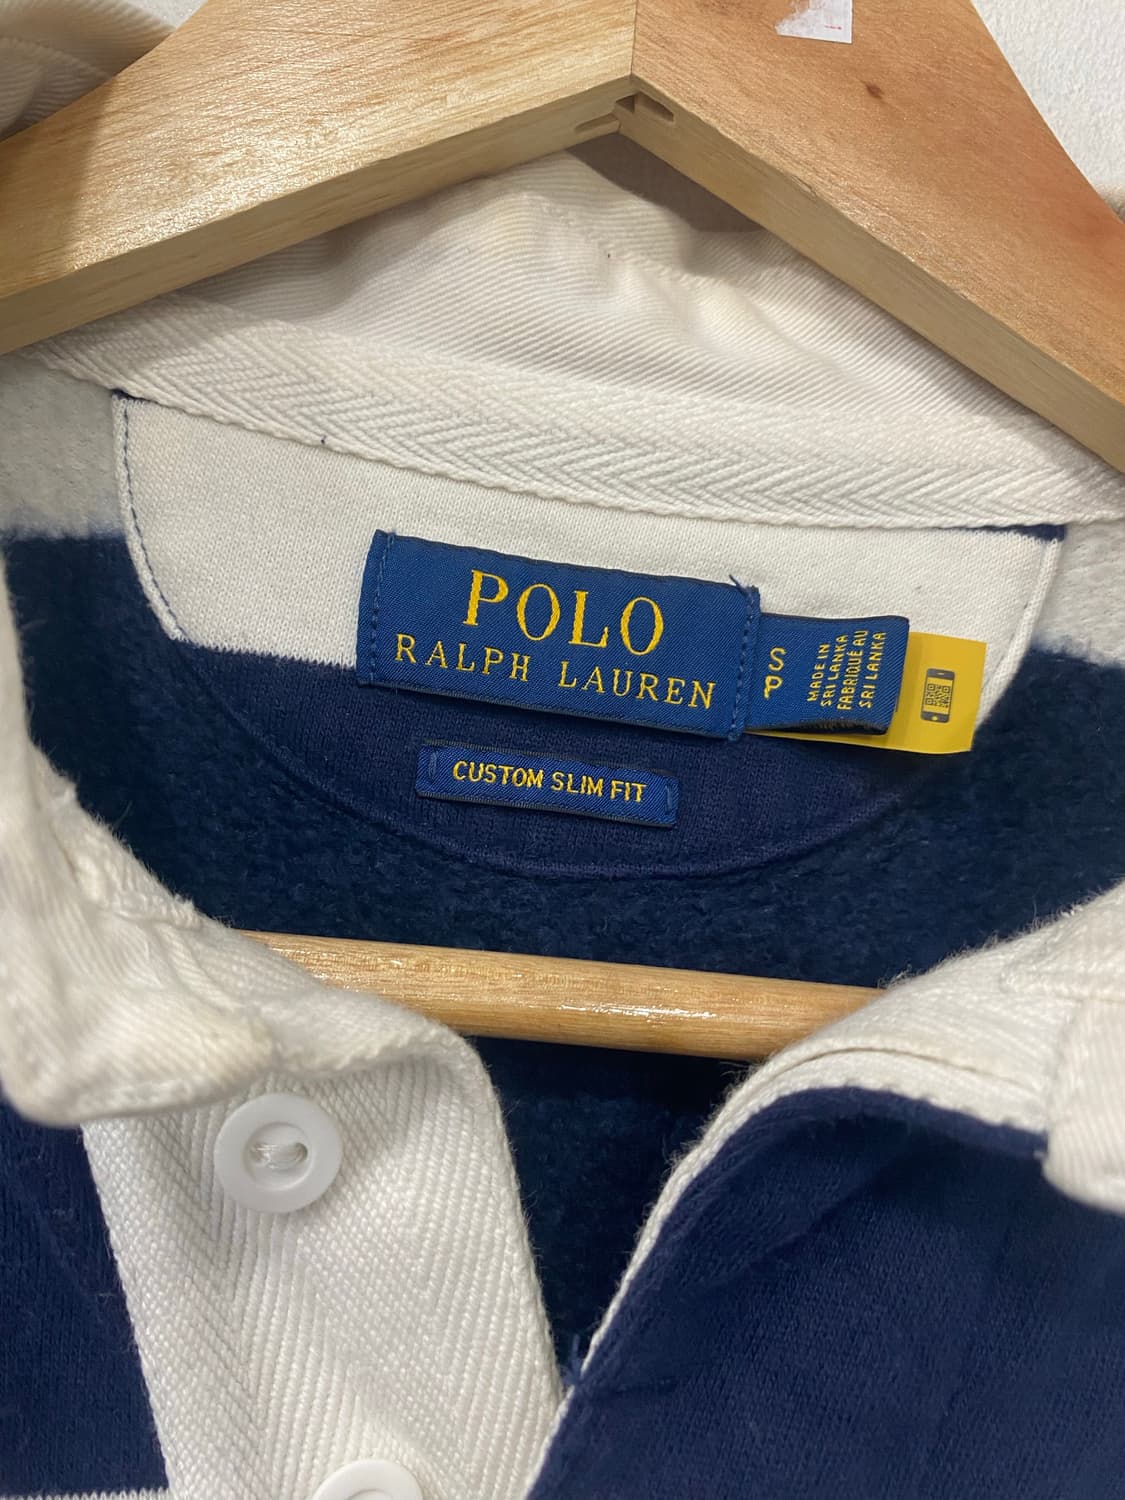 POLO
RALPH LAUREN
S
P
MADE IN
SRI LANKA
FABRIQUÉ AU
SRI LANKA
CUSTOM SLIM FIT